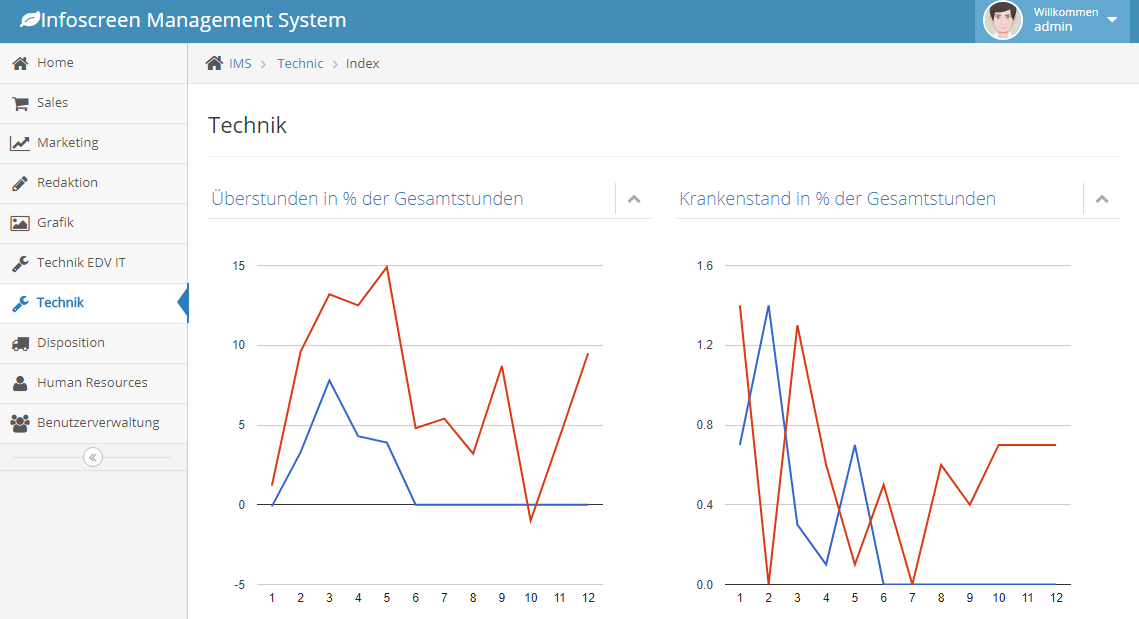 Infoscreen Management System
Willkommen
admin
Home
Sales
Marketing
Redaktion
Grafik
Technik EDV IT
Technik
Disposition
Human Resources
Benutzerverwaltung
IMS > Technic > Index
Technik
Überstunden in % der Gesamtstunden
15
10
5
0
-5
1 2 3 4 5 6 7 8 9 10 11 12
Krankenstand in % der Gesamtstunden
1.6
1.2
0.8
0.4
0.0
1 2 3 4 5 6 7 8 9 10 11 12